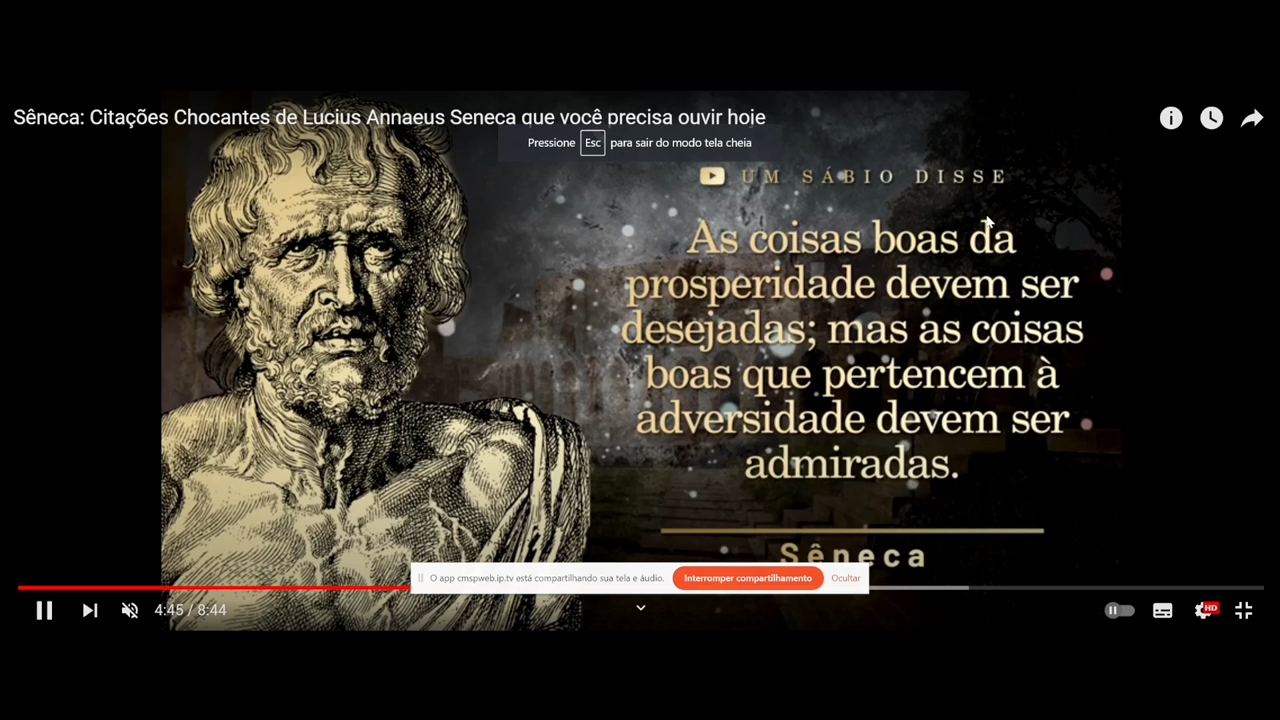 Sêneca: Citações Chocantes de Lucius Annaeus Seneca que você precisa ouvir hoje
Pressione Esc para sair do modo tela cheia
UM SÁBIO DISSE
As coisas boas da
prosperidade devem ser
desejadas; mas as coisas
boas que pertencem à
adversidade devem ser
admiradas.
Sêneca
O app cmspweb.ip.tv está compartilhando sua tela e áudio. Interromper compartilhamento Ocultar
4:45 / 8:44
HD